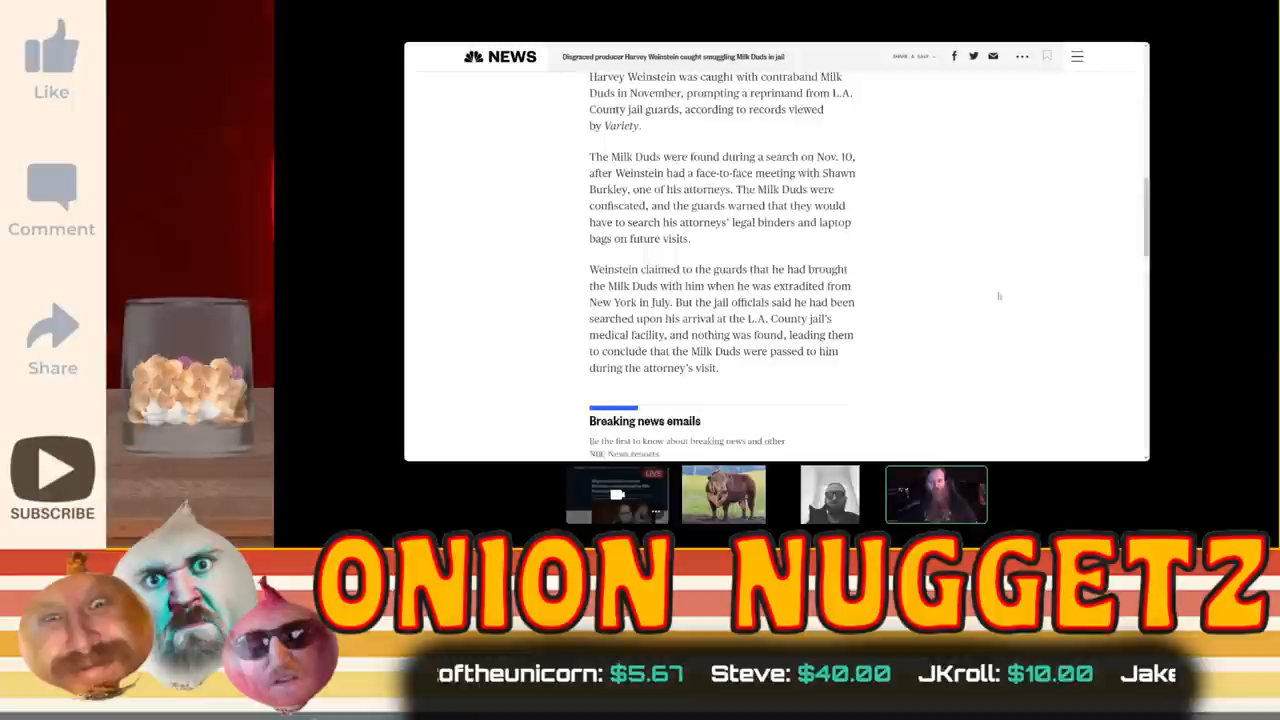 Like
Comment
Share
SUBSCRIBE
NEWS
Disgraced producer Harvey Weinstein caught smuggling Milk Duds in jail
SHARE & SAVE
Harvey Weinstein was caught with contraband Milk
Duds in November, prompting a reprimand from L.A.
County jail guards, according to records viewed
by Variety.
The Milk Duds were found during a search on Nov. 10,
after Weinstein had a face-to-face meeting with Shawn
Burkley, one of his attorneys. The Milk Duds were
confiscated, and the guards warned that they would
have to search his attorneys' legal binders and laptop
bags on future visits.
Weinstein claimed to the guards that he had brought
the Milk Duds with him when he was extradited from
New York in July. But the jail officials said he had been
searched upon his arrival at the L.A. County jail's
medical facility, and nothing was found, leading them
to conclude that the Milk Duds were passed to him
during the attorney's visit.
Breaking news emails
Be the first to know about breaking news and other
NBC News reports.
LIVE
ONION NUGGETZ
oftheunicorn: $5.67 Steve: $40.00 JKroll: $10.00 Jake